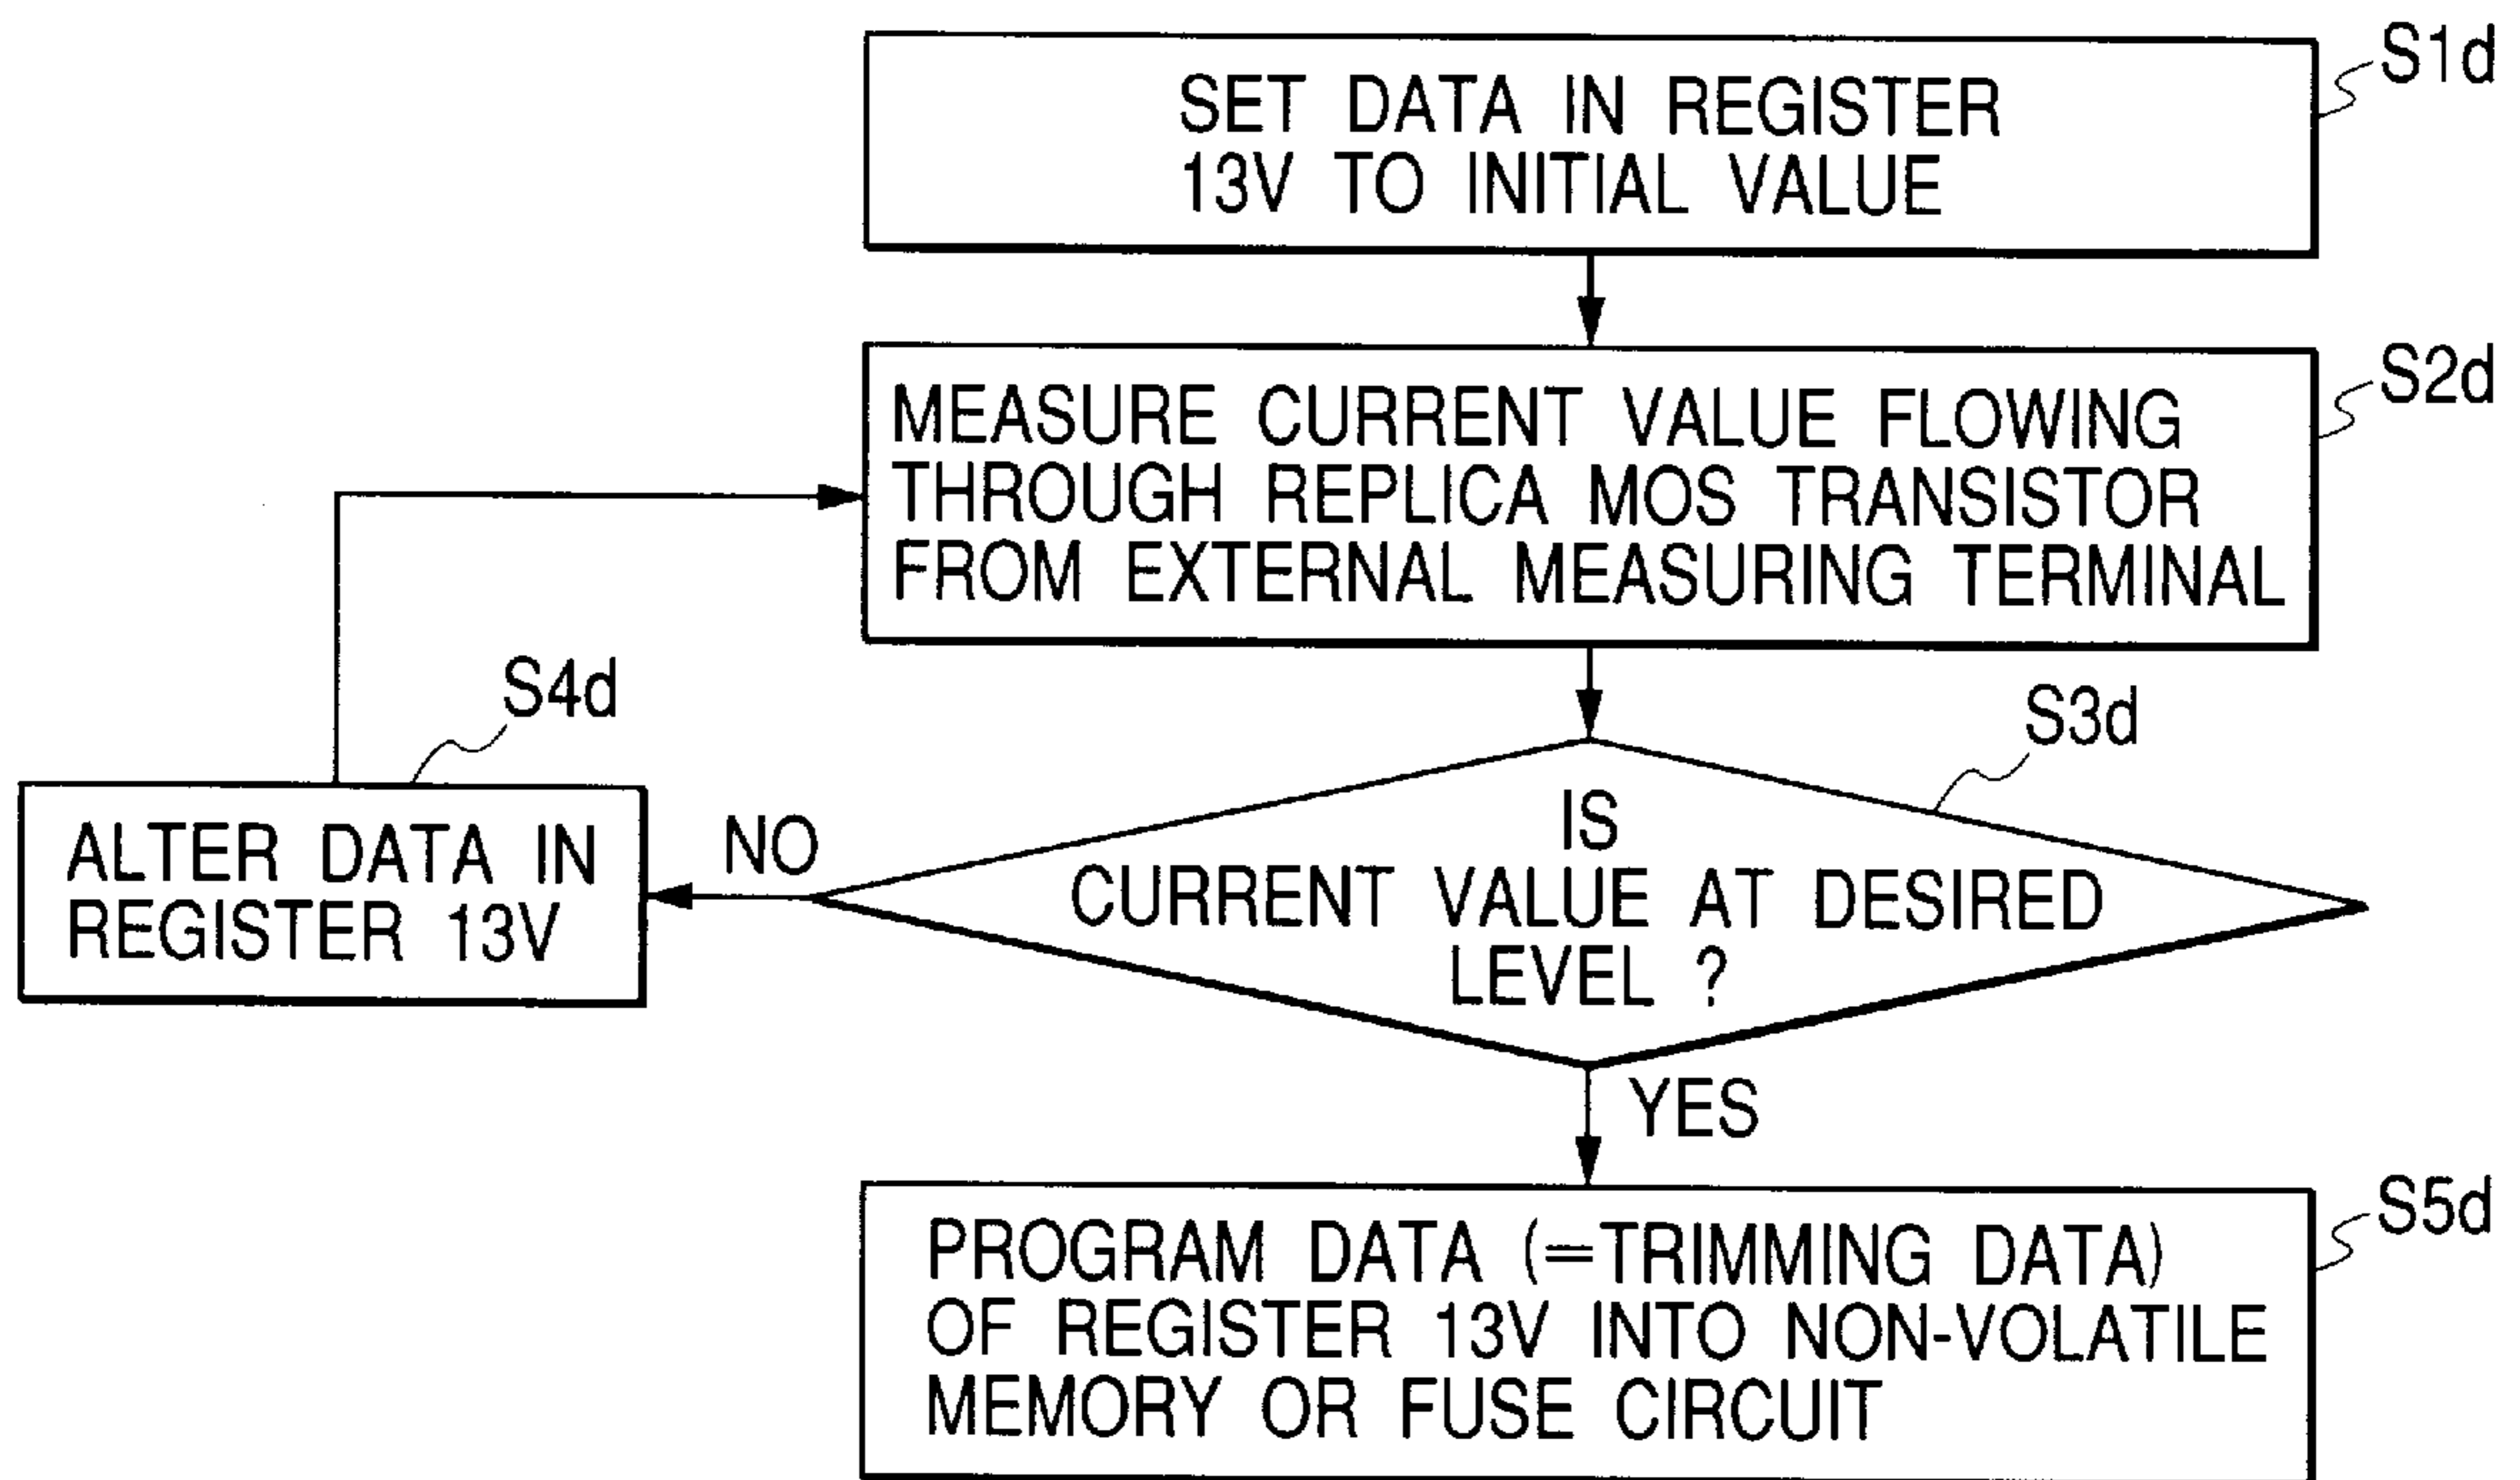 S1d
SET DATA IN REGISTER
13V TO INITIAL VALUE
S2d
MEASURE CURRENT VALUE FLOWING
THROUGH REPLICA MOS TRANSISTOR
FROM EXTERNAL MEASURING TERMINAL
S4d
S3d
ALTER DATA IN
REGISTER 13V
NO
IS
CURRENT VALUE AT DESIRED
LEVEL ?
YES
S5d
PROGRAM DATA (=TRIMMING DATA)
OF REGISTER 13V INTO NON-VOLATILE
MEMORY OR FUSE CIRCUIT